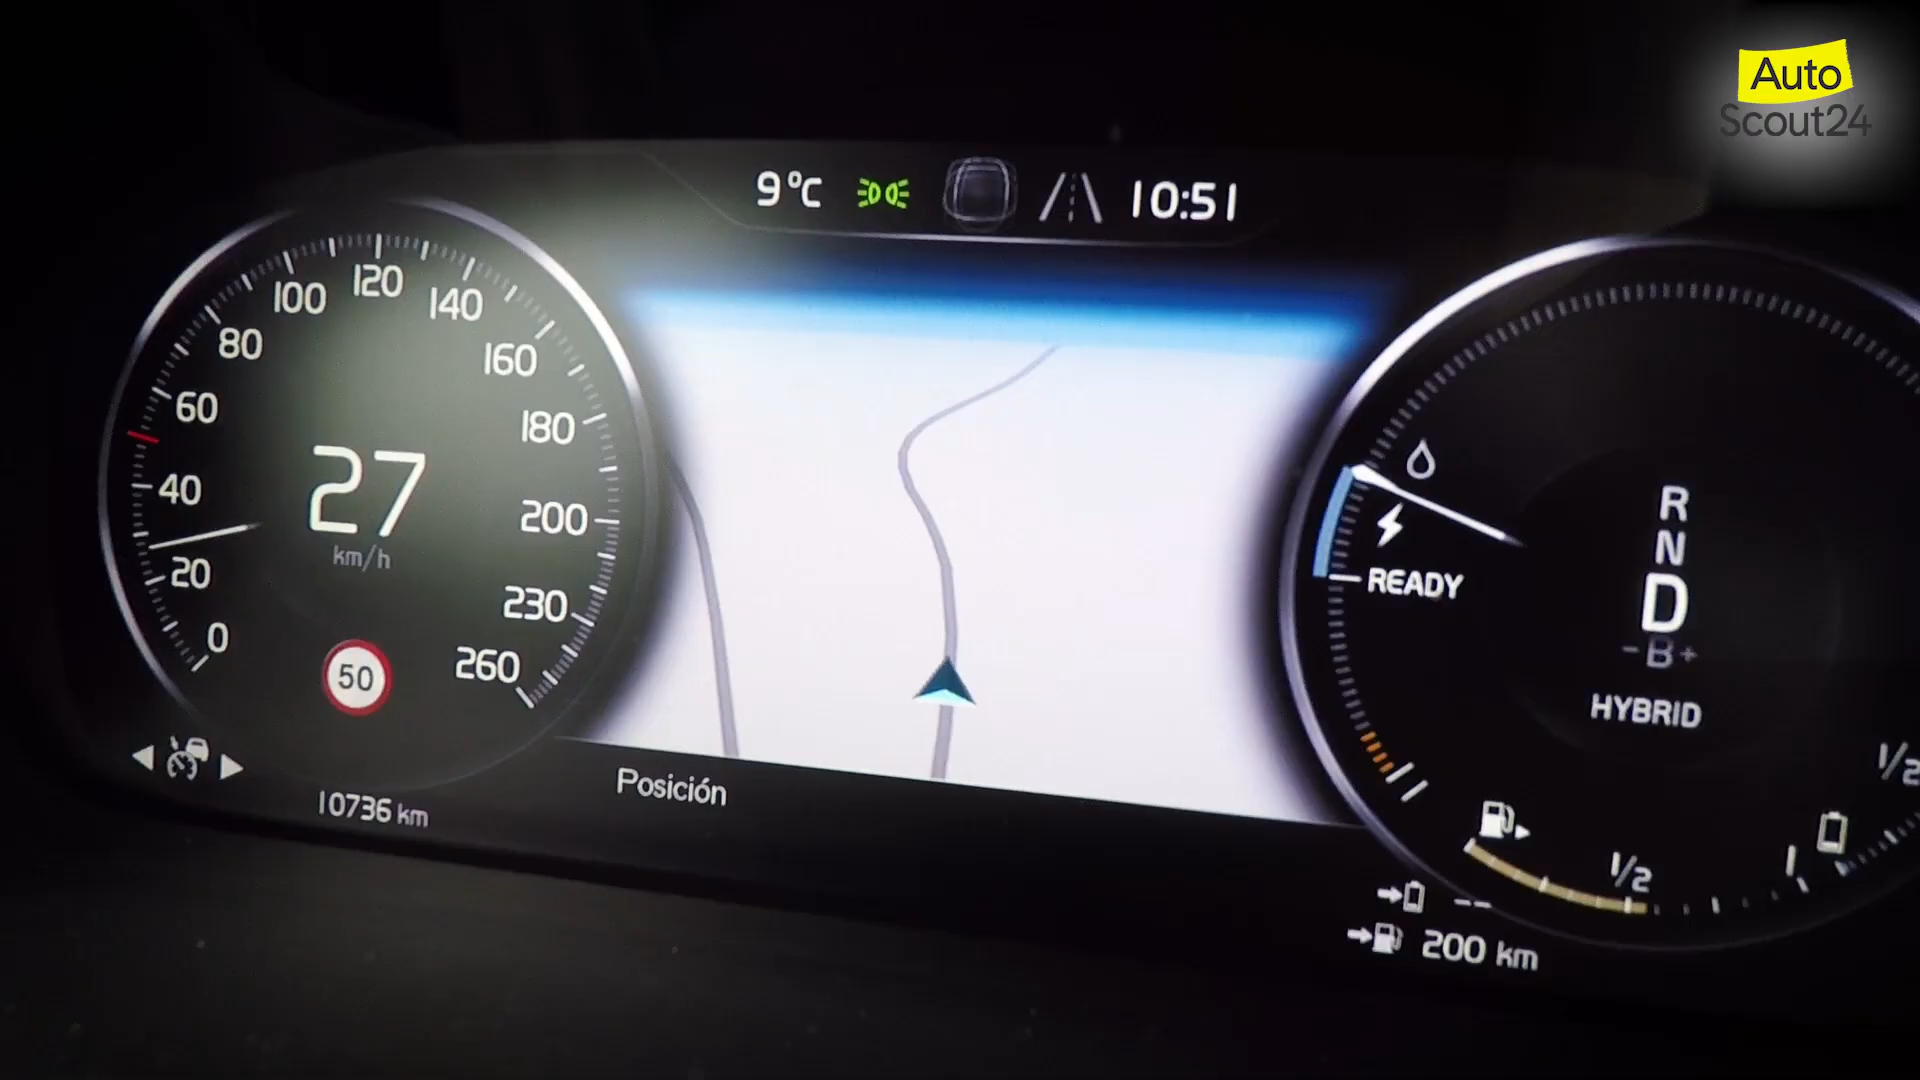 Auto
Scout24
9°C
10:51
120
100
140
80
160
60
180
40
200
20
230
0
260
27
km/h
50
10736 km
Posición
READY
R
N
D
- B +
HYBRID
1/2
1/2
--
200 km